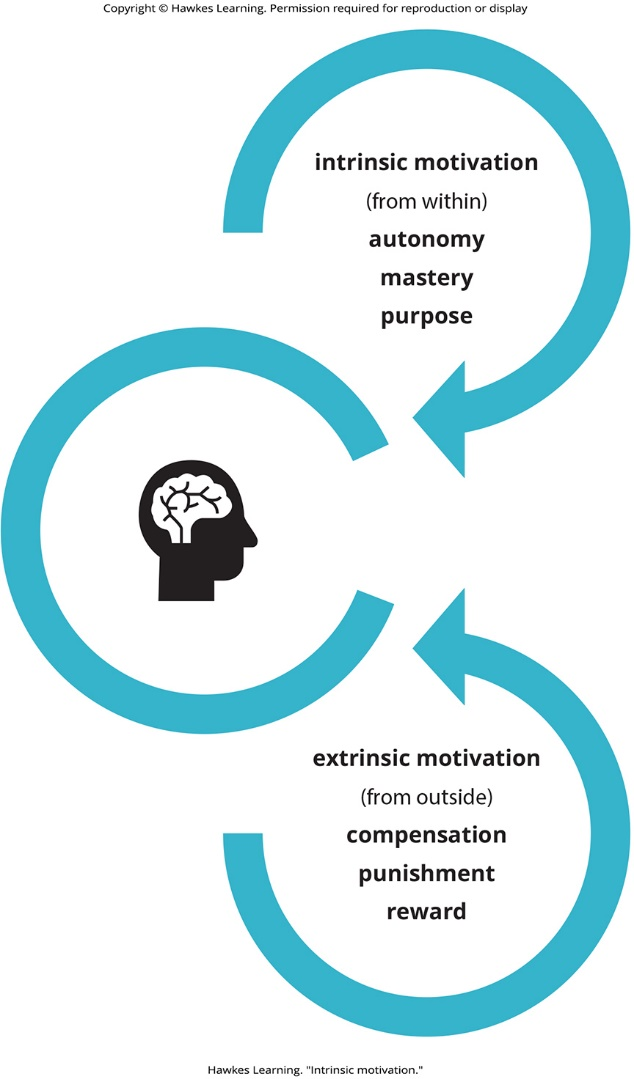 Copyright © Hawkes Learning. Permission required for reproduction or display
intrinsic motivation
(from within)
autonomy
mastery
purpose
extrinsic motivation
(from outside)
compensation
punishment
reward
Hawkes Learning. "Intrinsic motivation."